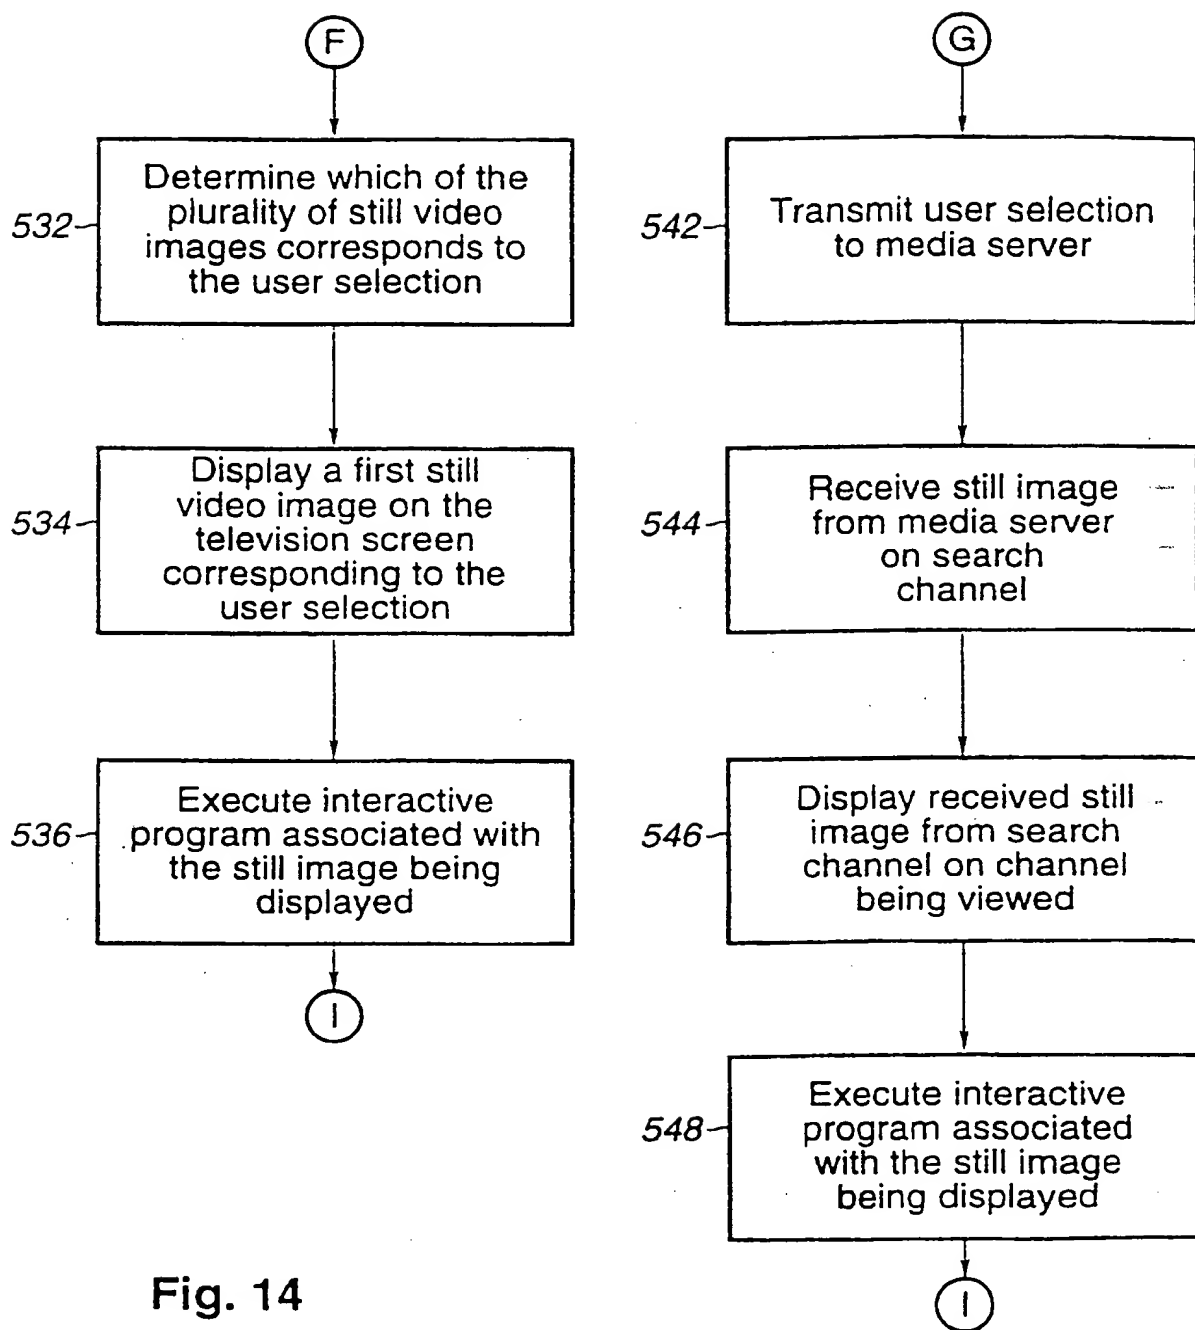 F
532
Determine which of the
plurality of still video
images corresponds to
the user selection
534
Display a first still
video image on the
television screen
corresponding to the
user selection
536
Execute interactive
program associated with
the still image being
displayed
I
G
542
Transmit user selection
to media server
544
Receive still image
from media server
on search
channel
546
Display received still
image from search
channel on channel
being viewed
548
Execute interactive
program associated
with the still image
being displayed
I
Fig. 14